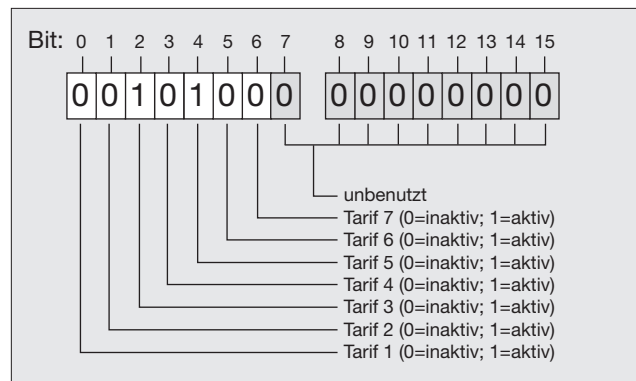 Bit: 0 1 2 3 4 5 6 7 8 9 10 11 12 13 14 15
0 0 1 0 1 0 0 0 0 0 0 0 0 0 0 0
unbenutzt
Tarif 7 (0=inaktiv; 1=aktiv)
Tarif 6 (0=inaktiv; 1=aktiv)
Tarif 5 (0=inaktiv; 1=aktiv)
Tarif 4 (0=inaktiv; 1=aktiv)
Tarif 3 (0=inaktiv; 1=aktiv)
Tarif 2 (0=inaktiv; 1=aktiv)
Tarif 1 (0=inaktiv; 1=aktiv)